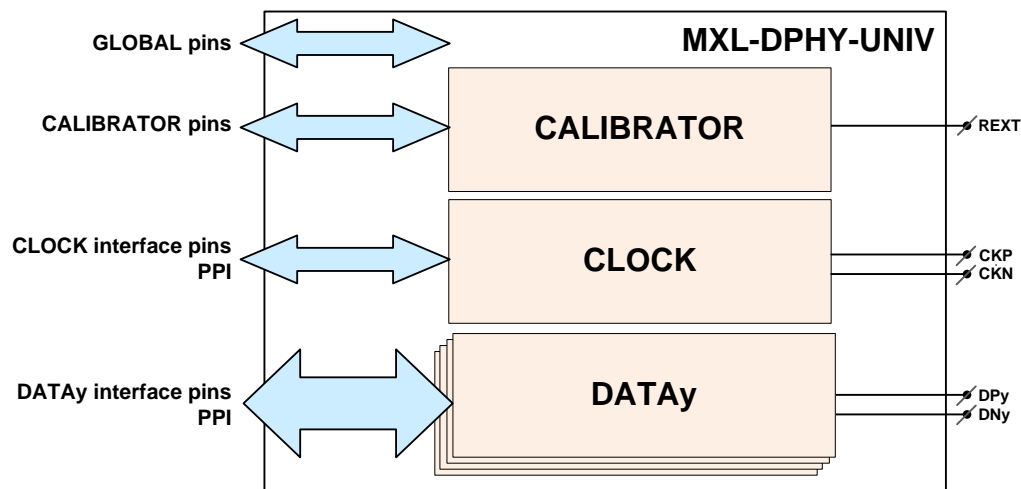 MXL-DPHY-UNIV
GLOBAL pins
CALIBRATOR pins
CALIBRATOR
REXT
CLOCK interface pins
PPI
CLOCK
CKP
CKN
DATAy interface pins
PPI
DATAy
DPy
DNy